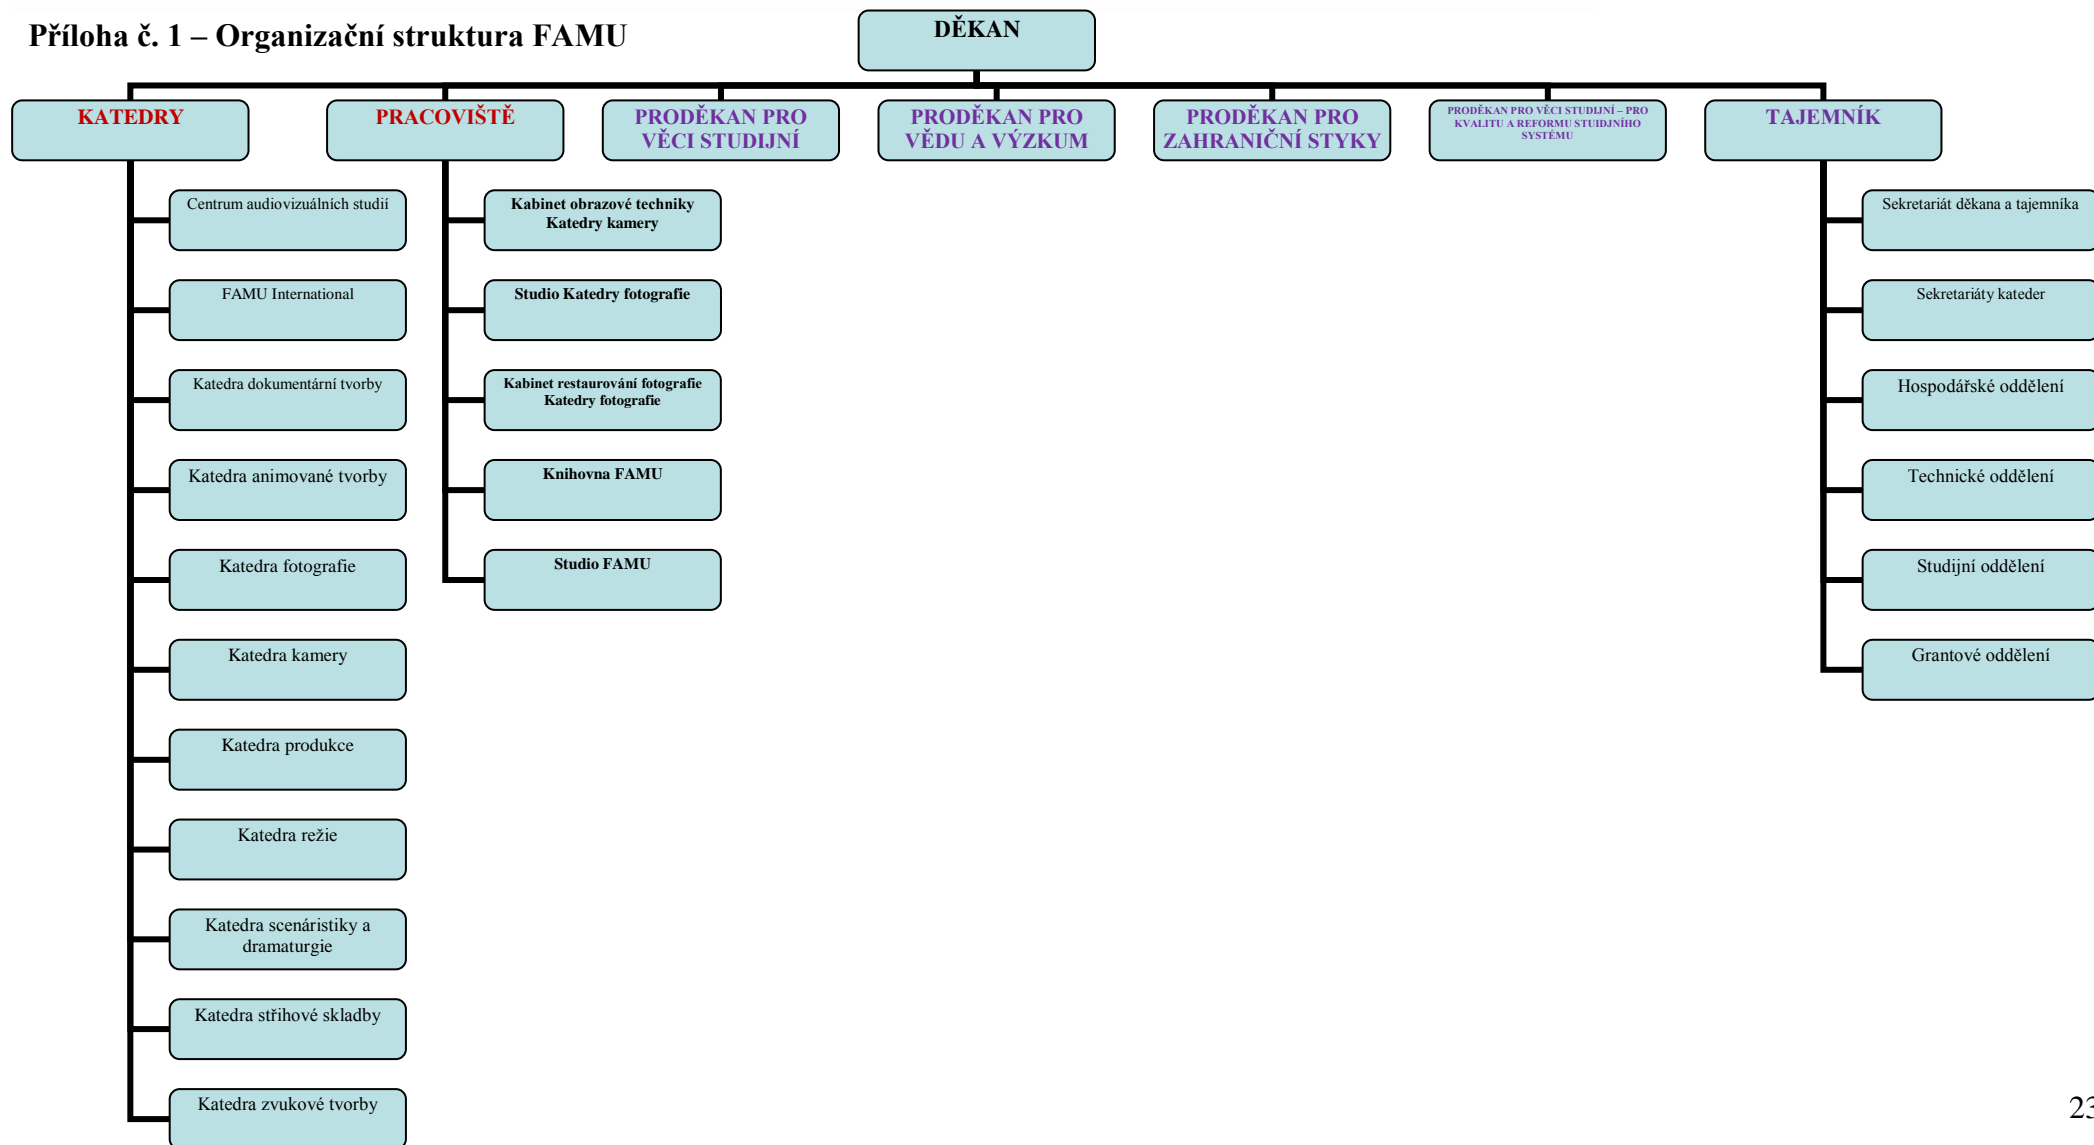 Příloha č. 1 – Organizační struktura FAMU
DĚKAN
KATEDRY
PRACOVIŠTĚ
PRODĚKAN PRO
VĚCI STUDIJNÍ
PRODĚKAN PRO
VĚDU A VÝZKUM
PRODĚKAN PRO
ZAHRANIČNÍ STYKY
PRODĚKAN PRO VĚCI STUDIJNÍ – PRO
KVALITU A REFORMU STUIDJNÍHO
SYSTÉMU
TAJEMNÍK
Centrum audiovizuálních studií
FAMU International
Katedra dokumentární tvorby
Katedra animované tvorby
Katedra fotografie
Katedra kamery
Katedra produkce
Katedra režie
Katedra scenáristiky a
dramaturgie
Katedra střihové skladby
Katedra zvukové tvorby
Kabinet obrazové techniky
Katedry kamery
Studio Katedry fotografie
Kabinet restaurování fotografie
Katedry fotografie
Knihovna FAMU
Studio FAMU
Sekretariát děkana a tajemníka
Sekretariáty kateder
Hospodářské oddělení
Technické oddělení
Studijní oddělení
Grantové oddělení
23